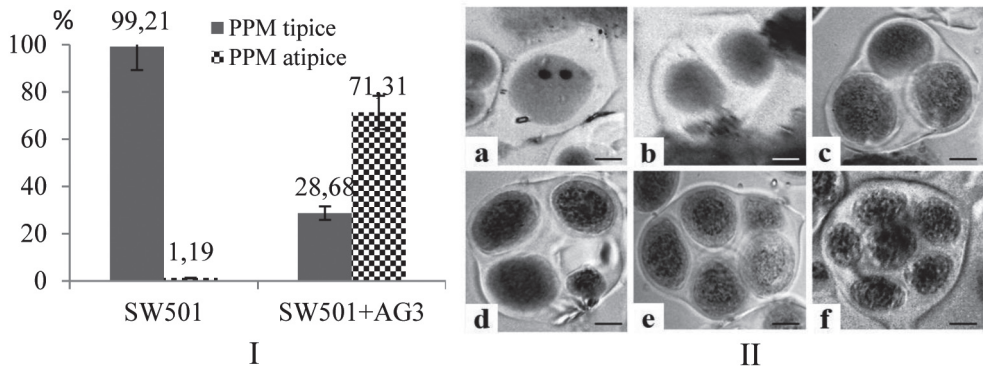 %
99,21
PPM tipice
PPM atipice
100
80
60
40
20
0
1,19
28,68
71,31
SW501
SW501+AG3
I
a
b
c
d
e
f
II